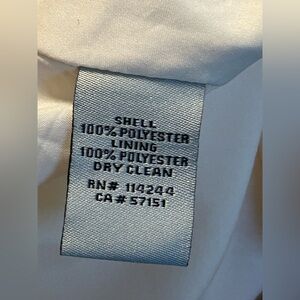 SHELL
100% POLYESTER
LINING
100% POLYESTER
DRY CLEAN
RN# 114244
CA# 57151